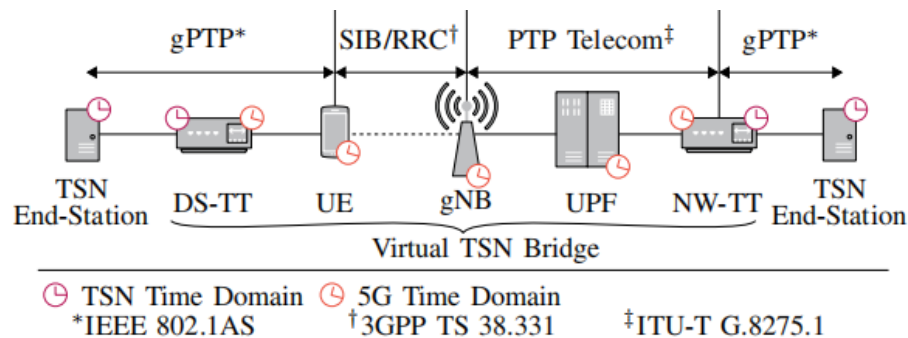 gPTP* SIB/RRC† PTP Telecom‡ gPTP*
TSN End-Station DS-TT UE gNB UPF NW-TT TSN End-Station
Virtual TSN Bridge
TSN Time Domain 5G Time Domain
*IEEE 802.1AS †3GPP TS 38.331 ‡ITU-T G.8275.1